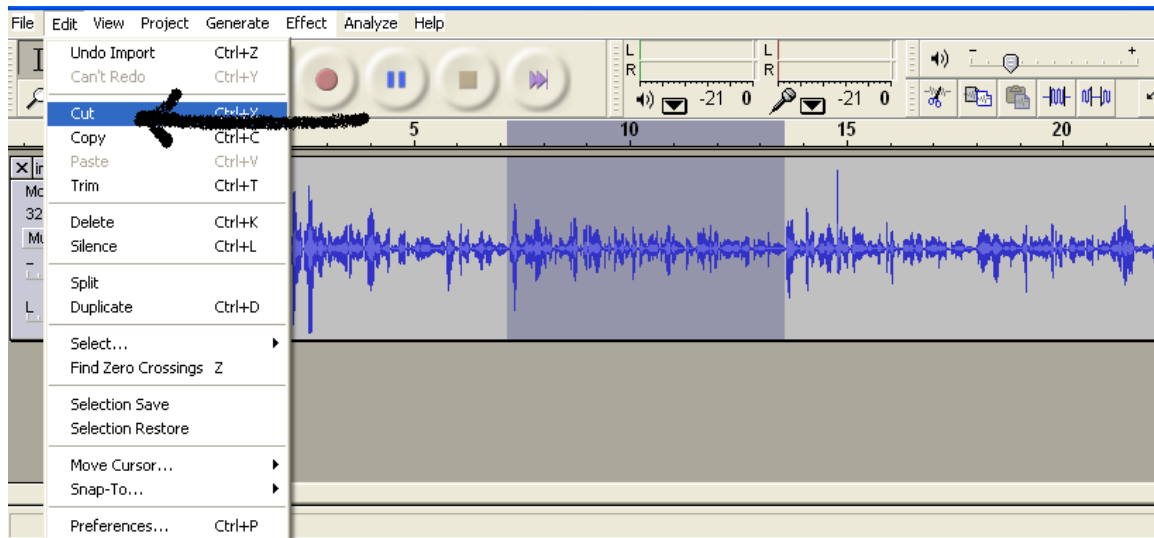 File Edit View Project Generate Effect Analyze Help
Undo Import Ctrl+Z
Can't Redo Ctrl+Y
Cut Ctrl+X
Copy Ctrl+C
Paste Ctrl+V
Trim Ctrl+T
Delete Ctrl+K
Silence Ctrl+L
Split
Duplicate Ctrl+D
Select...
Find Zero Crossings Z
Selection Save
Selection Restore
Move Cursor...
Snap-To...
Preferences... Ctrl+P
L
R
-21 0
L
R
-21 0
- +
5 10 15 20
32
L